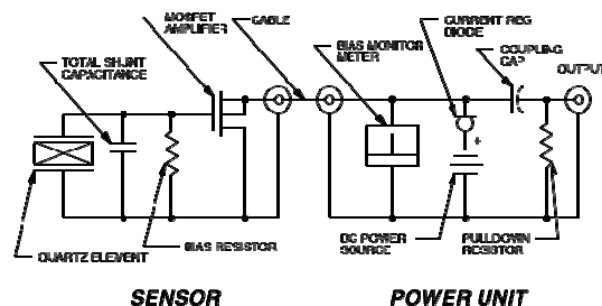 MOSFET
AMPLIFIER
CABLE
CURRENT REG
DIODE
TOTAL SHUNT
CAPACITANCE
BIAS MONITOR
METER
COUPLING
CAP
OUTPUT
+
QUARTZ ELEMENT
BIAS RESISTOR
DC POWER
SOURCE
PULLDOWN
RESISTOR
SENSOR
POWER UNIT